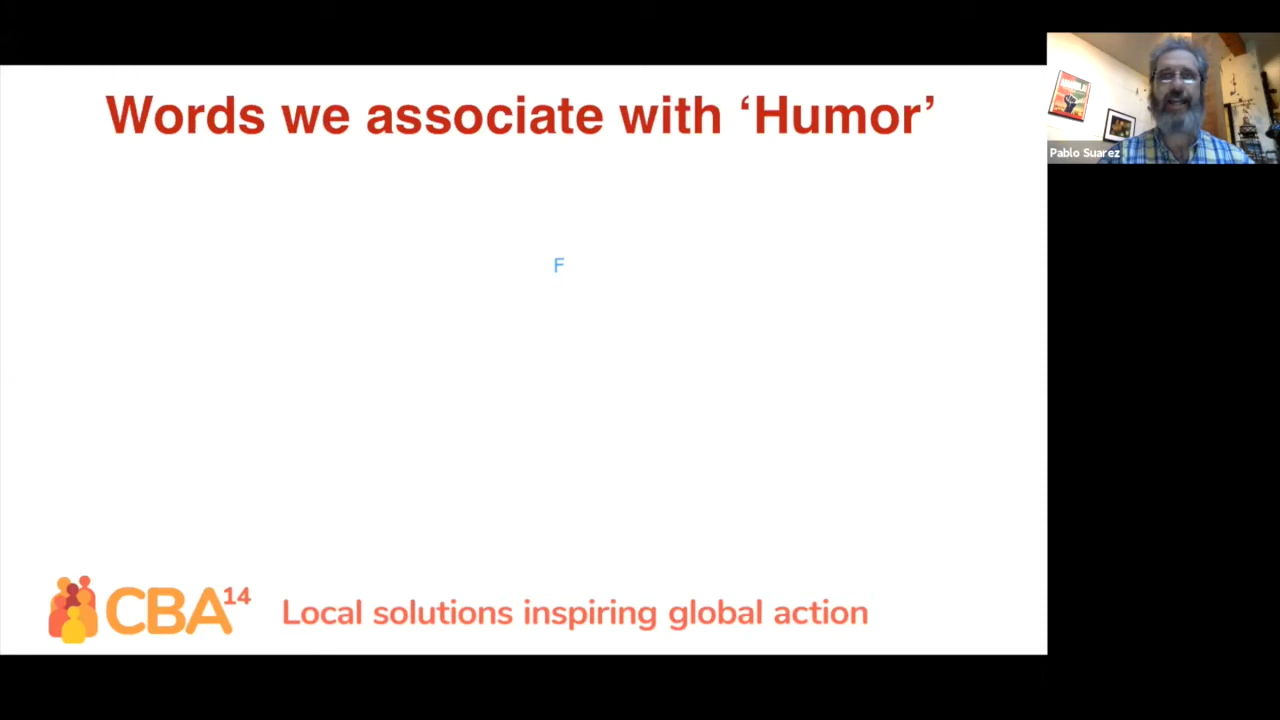 Words we associate with ‘Humor’
Pablo Suarez
F
CBA14
Local solutions inspiring global action